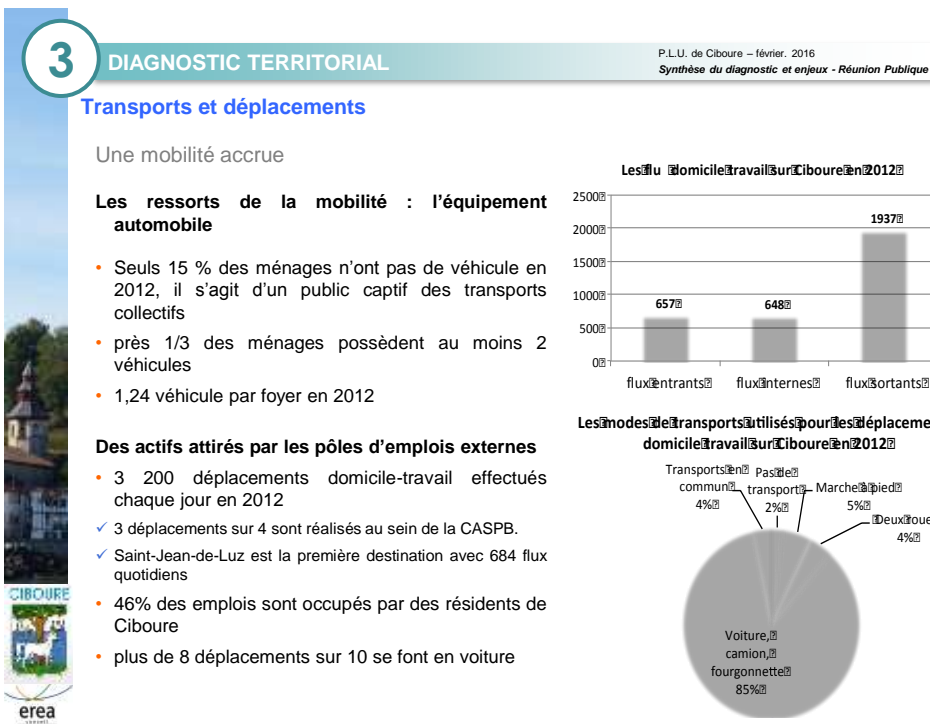 3
DIAGNOSTIC TERRITORIAL
P.L.U. de Ciboure – février. 2016
Synthèse du diagnostic et enjeux - Réunion Publique
Transports et déplacements
Une mobilité accrue
Les ressorts de la mobilité : l'équipement
automobile
• Seuls 15 % des ménages n'ont pas de véhicule en
2012, il s'agit d'un public captif des transports
collectifs
• près 1/3 des ménages possèdent au moins 2
véhicules
• 1,24 véhicule par foyer en 2012
Des actifs attirés par les pôles d'emplois externes
• 3 200 déplacements domicile-travail effectués
chaque jour en 2012
✓ 3 déplacements sur 4 sont réalisés au sein de la CASPB.
✓ Saint-Jean-de-Luz est la première destination avec 684 flux
quotidiens
• 46% des emplois sont occupés par des résidents de
Ciboure
• plus de 8 déplacements sur 10 se font en voiture
Les flu domicile travail sur Ciboure en 2012
2500
2000
1500
1000
500
0
657
648
1937
flux entrants
flux internes
flux sortants
Les modes de transports utilisés pour les déplaceme
domicile travail sur Ciboure en 2012
Transports en
commun
4%
Pas de
transport
2%
Marche à pied
5%
Deux roue
4%
Voiture,
camion,
fourgonnette
85%
CIBOURE
erea